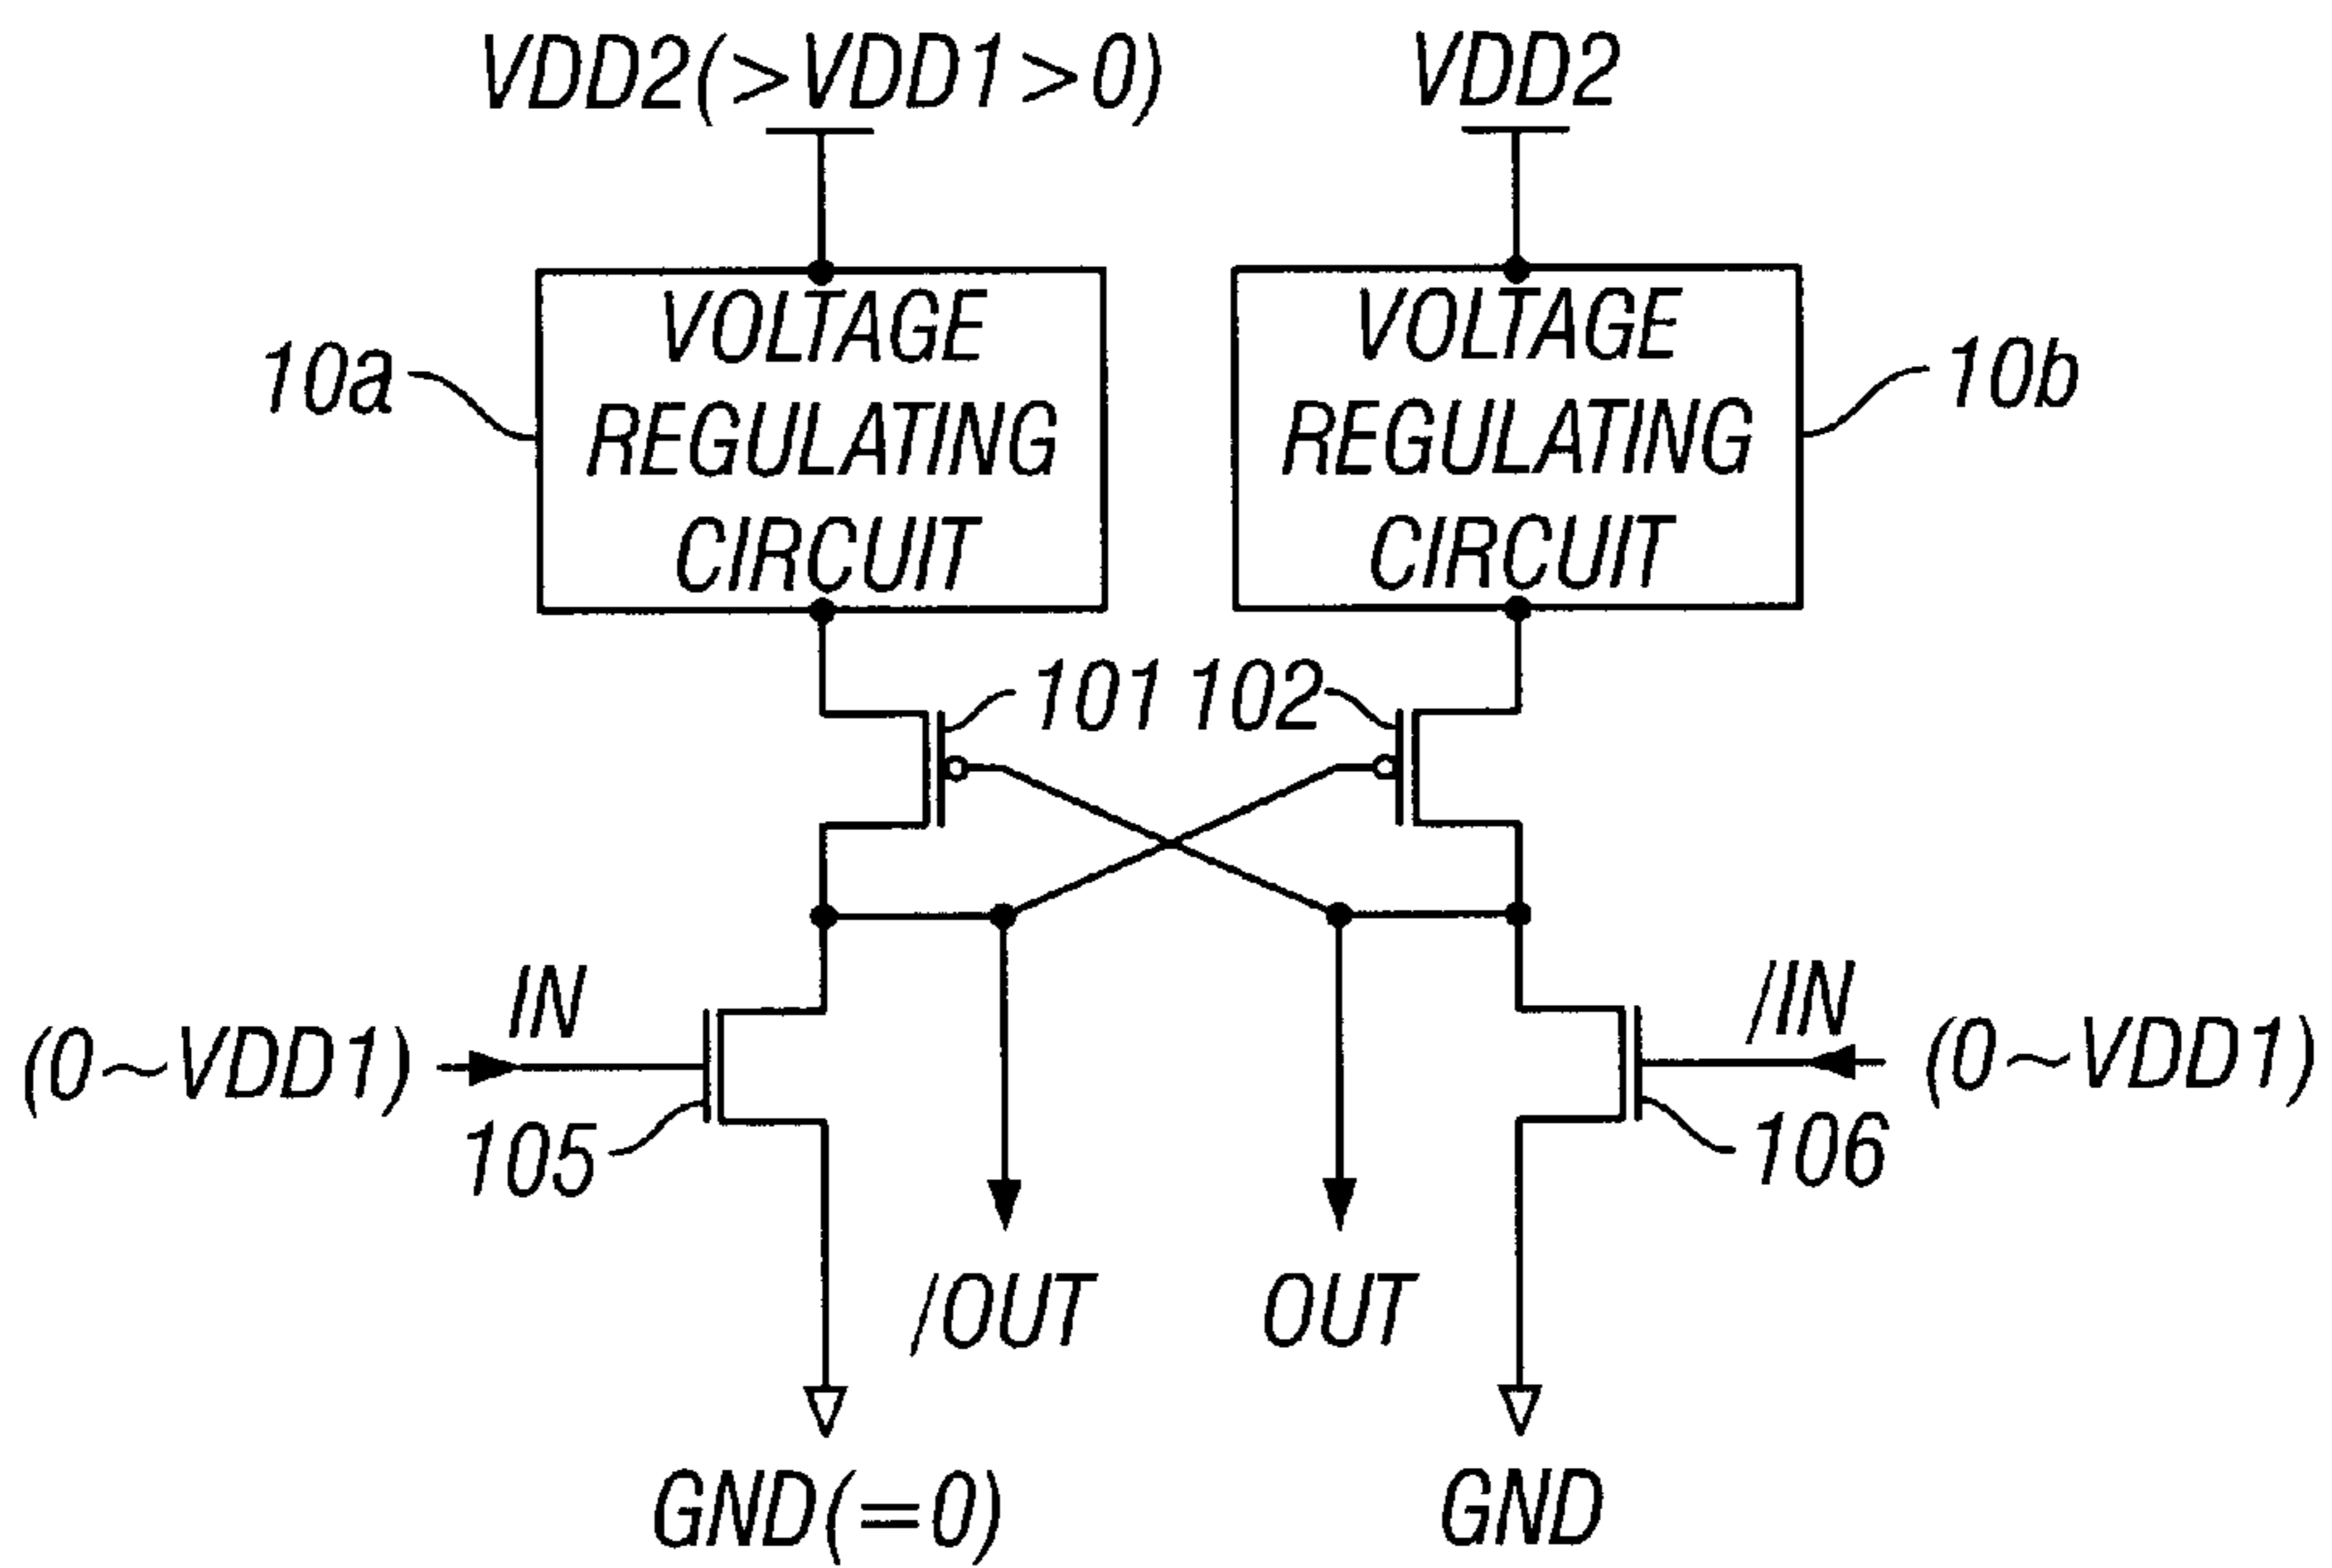 VDD2(>VDD1>0)
VDD2
10a
VOLTAGE
REGULATING
CIRCUIT
VOLTAGE
REGULATING
CIRCUIT
10b
101
102
IN
(0~VDD1)
105
/IN
(0~VDD1)
106
/OUT
OUT
GND(=0)
GND